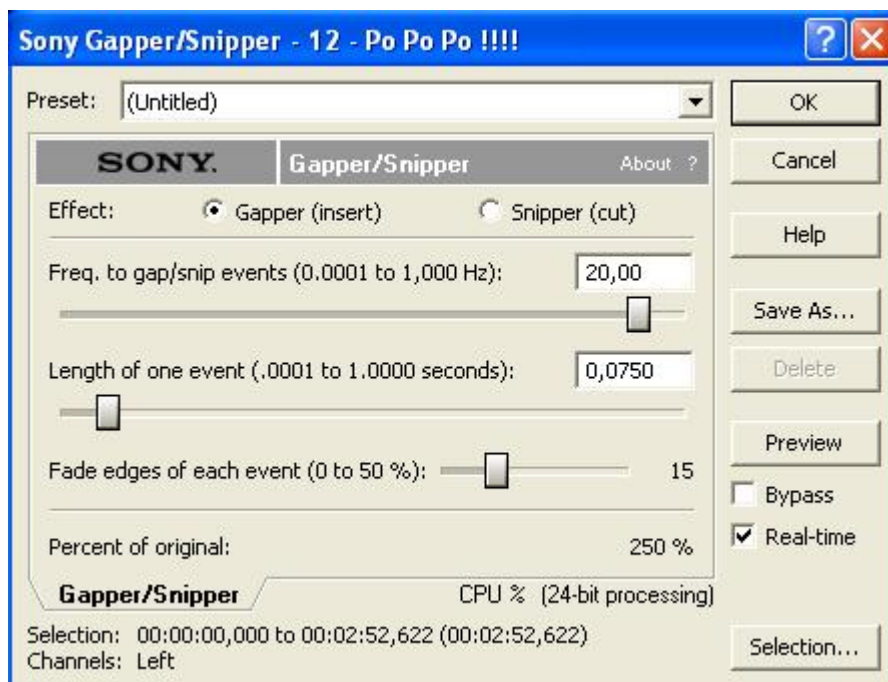 Sony Gapper/Snipper - 12 - Po Po Po !!!!
Preset: (Untitled)
OK
SONY. Gapper/Snipper About ?
Cancel
Effect: Gapper (insert) Snipper (cut)
Help
Freq. to gap/snip events (0.0001 to 1,000 Hz): 20,00
Save As...
Length of one event (.0001 to 1.0000 seconds): 0,0750
Delete
Preview
Fade edges of each event (0 to 50 %): 15
Bypass
Percent of original: 250 %
Real-time
Gapper/Snipper CPU % (24-bit processing)
Selection: 00:00:00,000 to 00:02:52,622 (00:02:52,622)
Selection...
Channels: Left